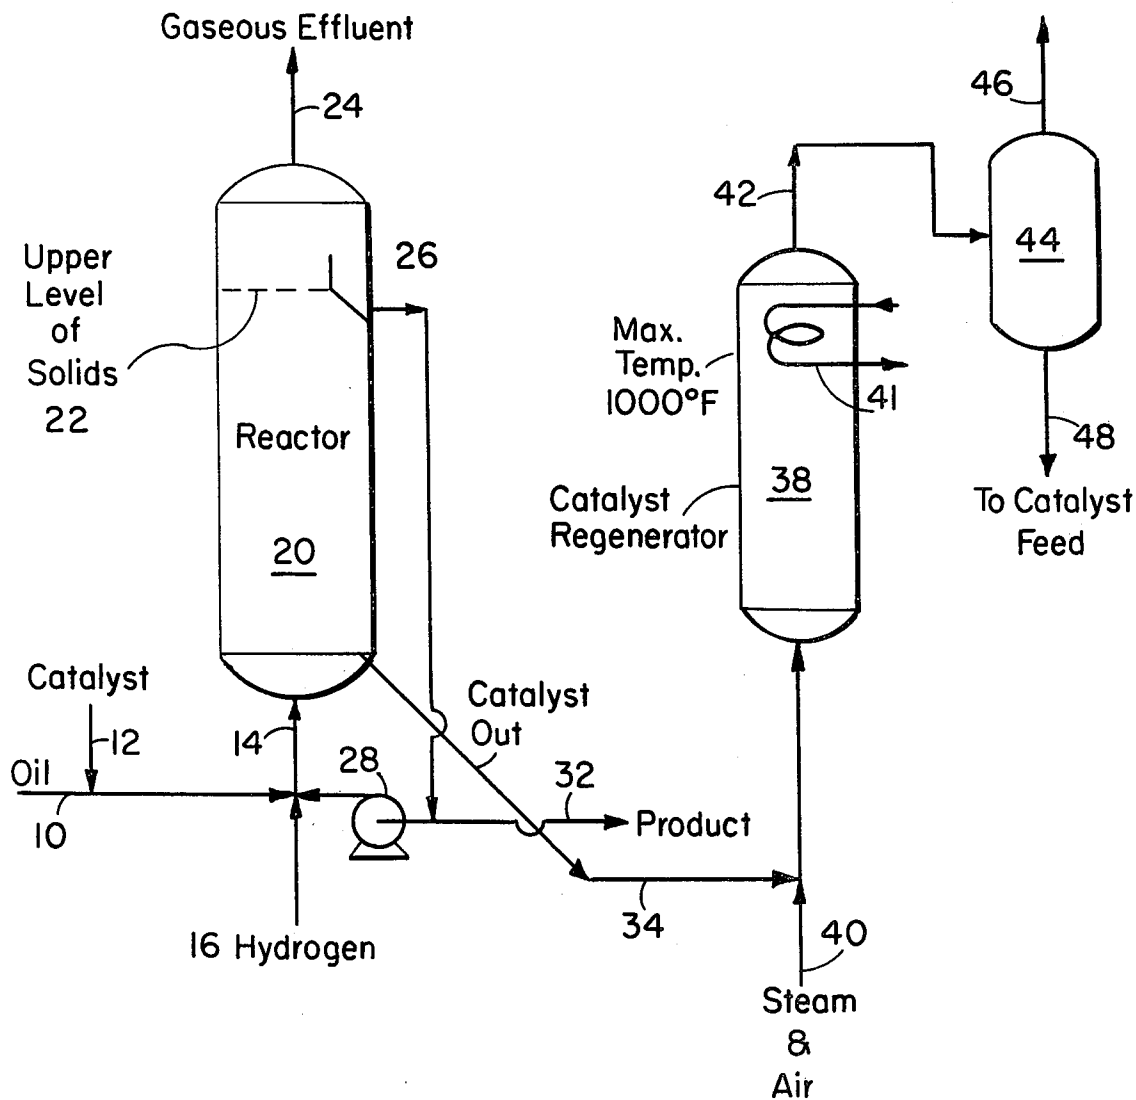 Gaseous Effluent
24
46
42
44
Upper
Level
of
Solids
22
26
Max.
Temp.
1000°F
41
48
Reactor
38
Catalyst
Regenerator
To Catalyst
Feed
20
Catalyst
12
14
Catalyst
Out
Oil
10
28
32
Product
34
16 Hydrogen
40
Steam
&
Air